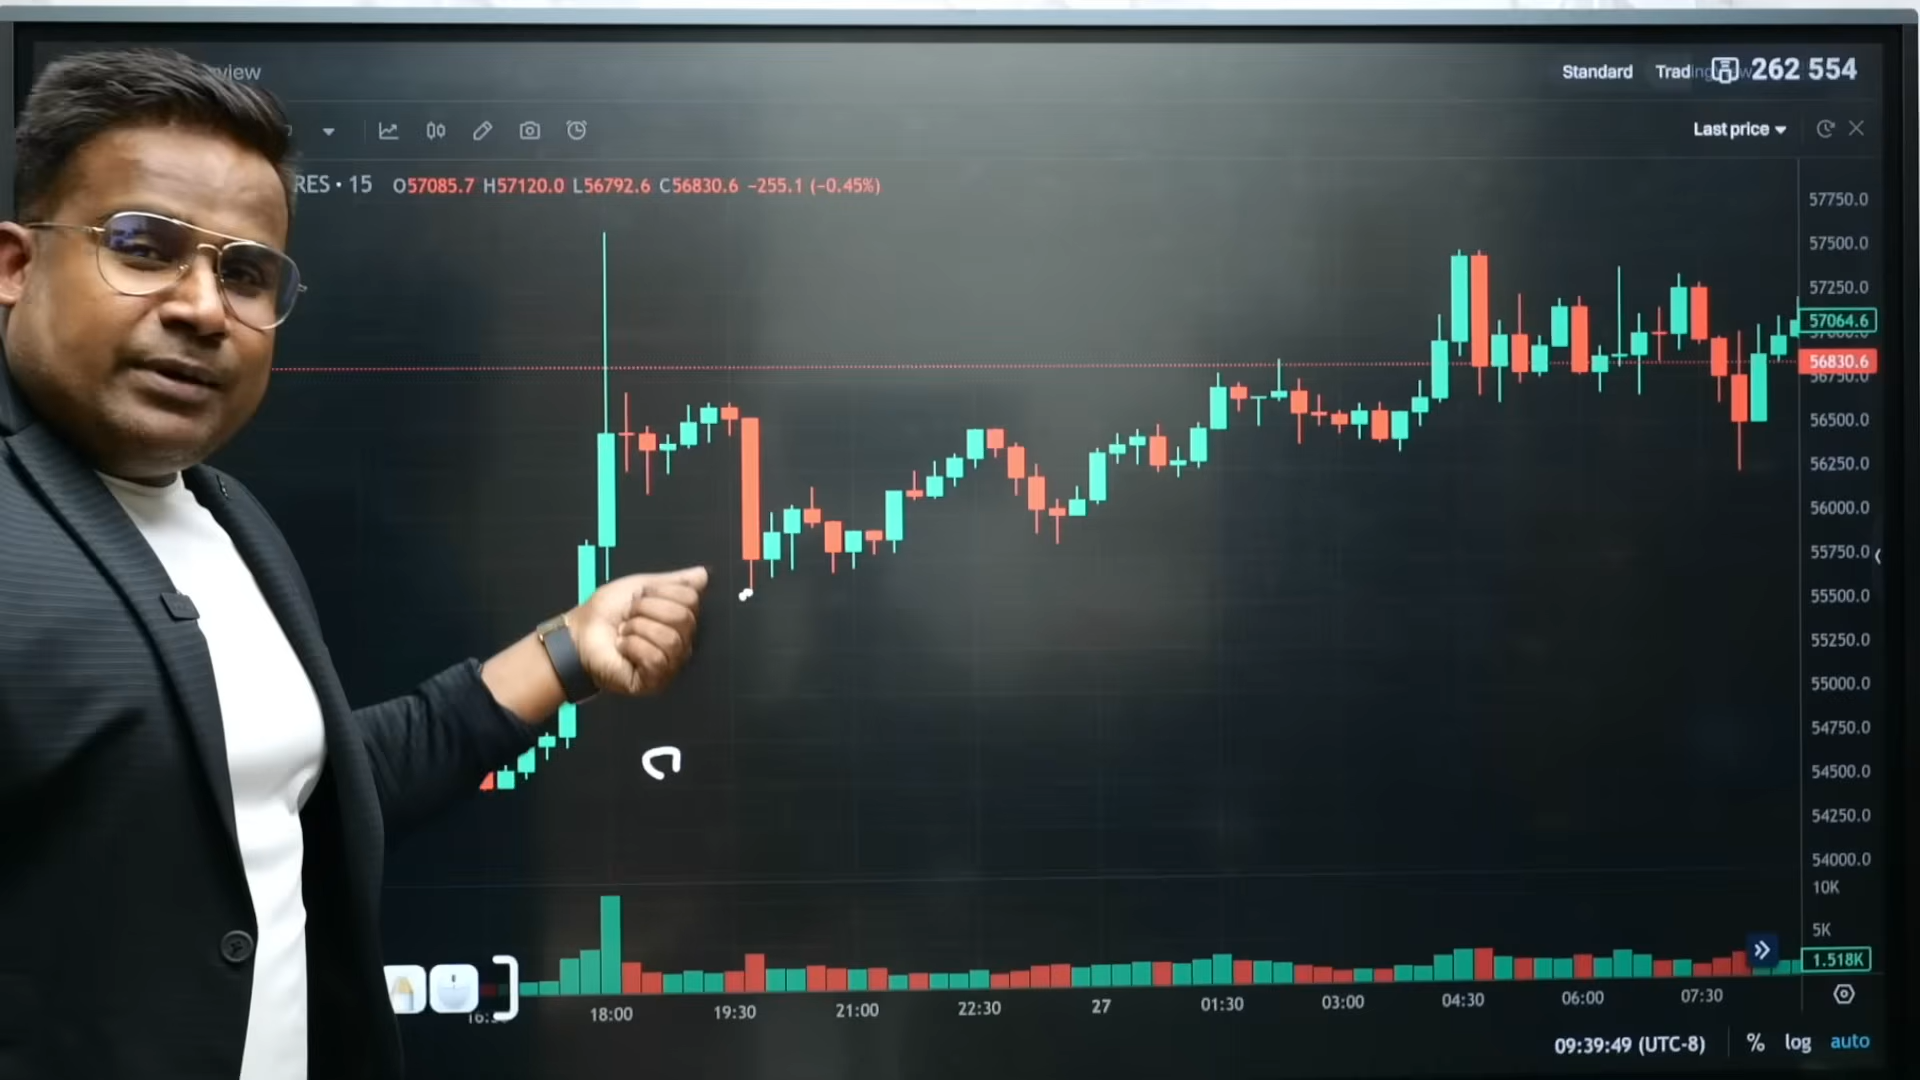 view
Standard Trading 262 554
Last price
RES • 15 O57085.7 H57120.0 L56792.6 C56830.6 −255.1 (−0.45%)
57750.0
57500.0
57250.0
57064.6
56830.6
56750.0
56500.0
56250.0
56000.0
55750.0
55500.0
55250.0
55000.0
54750.0
54500.0
54250.0
54000.0
10K
5K
1.518K
18:00 19:30 21:00 22:30 27 01:30 03:00 04:30 06:00 07:30
09:39:49 (UTC-8) % log auto